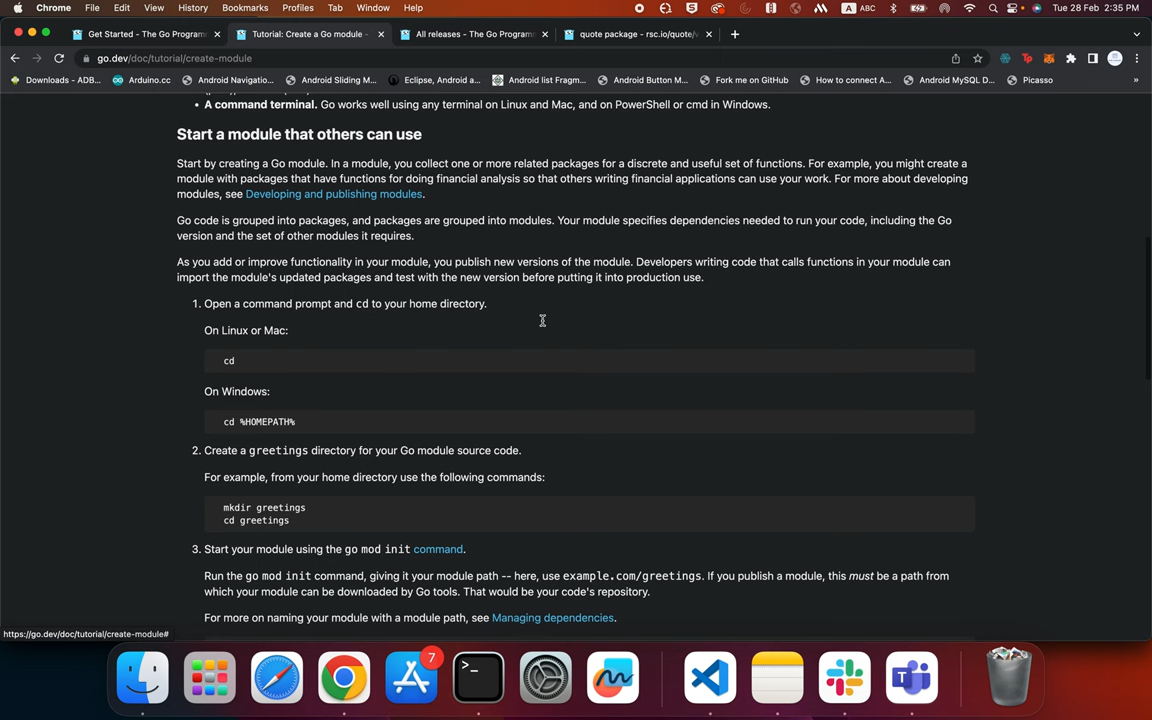 Chrome File Edit View History Bookmarks Profiles Tab Window Help A ABC Tue 28 Feb 2:35 PM
Get Started - The Go Program Tutorial: Create a Go module - All releases - The Go Program quote package - rsc.io/quote/v
go.dev/doc/tutorial/create-module
Downloads - ADB... Arduino.cc Android Navigatio... Android Sliding M... Eclipse, Android a... Android list Fragm... Android Button M... Fork me on GitHub How to connect A... Android MySQL D... Picasso »
• A command terminal. Go works well using any terminal on Linux and Mac, and on PowerShell or cmd in Windows.
Start a module that others can use
Start by creating a Go module. In a module, you collect one or more related packages for a discrete and useful set of functions. For example, you might create a
module with packages that have functions for doing financial analysis so that others writing financial applications can use your work. For more about developing
modules, see Developing and publishing modules.
Go code is grouped into packages, and packages are grouped into modules. Your module specifies dependencies needed to run your code, including the Go
version and the set of other modules it requires.
As you add or improve functionality in your module, you publish new versions of the module. Developers writing code that calls functions in your module can
import the module's updated packages and test with the new version before putting it into production use.
1. Open a command prompt and cd to your home directory.
On Linux or Mac:
cd
On Windows:
cd %HOMEPATH%
2. Create a greetings directory for your Go module source code.
For example, from your home directory use the following commands:
mkdir greetings
cd greetings
3. Start your module using the go mod init command.
Run the go mod init command, giving it your module path -- here, use example.com/greetings. If you publish a module, this must be a path from
which your module can be downloaded by Go tools. That would be your code's repository.
For more on naming your module with a module path, see Managing dependencies.
https://go.dev/doc/tutorial/create-module#
7
>_